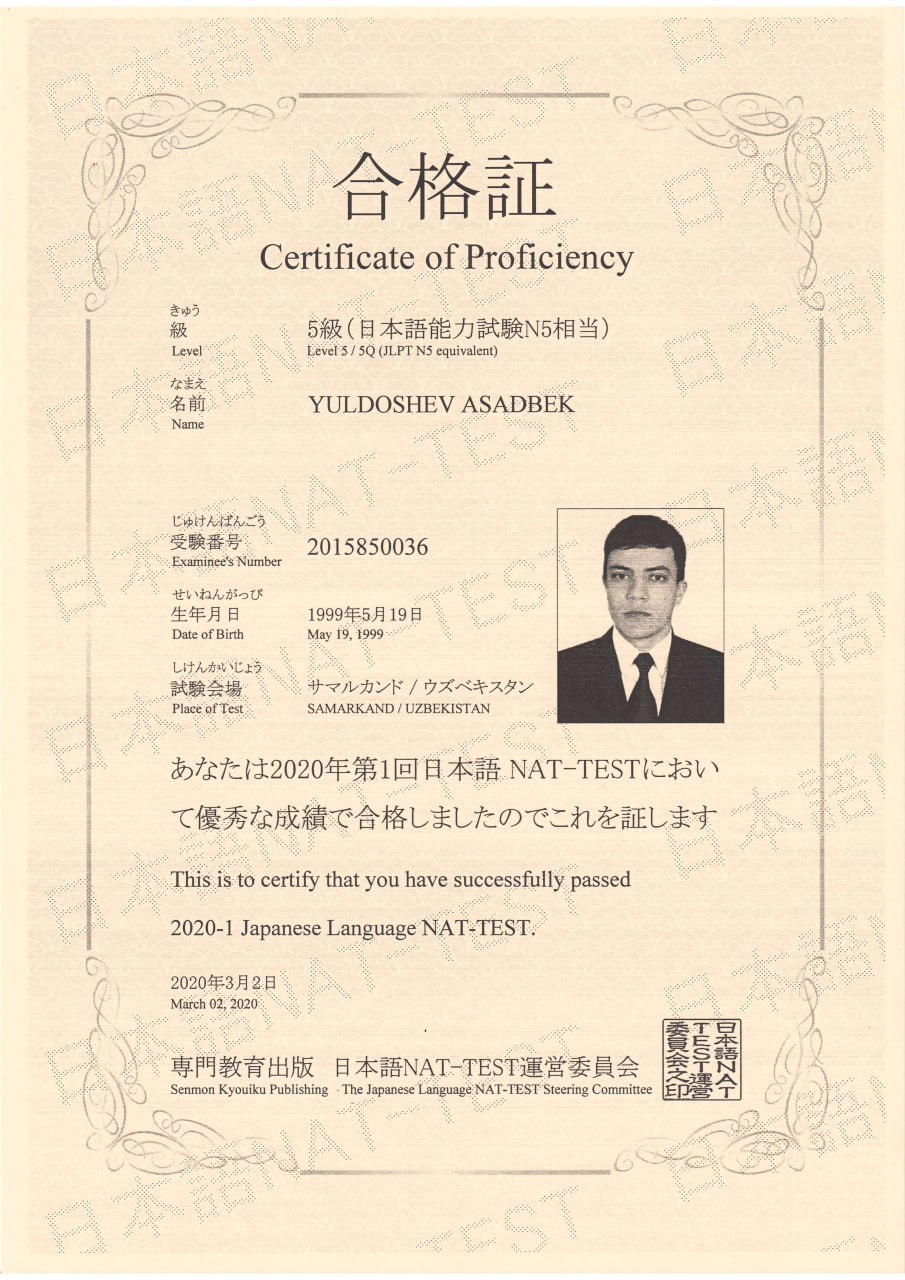 合格証
Certificate of Proficiency
きゅう
級
Level
5級(日本語能力試験N5相当)
Level 5 / 5Q (JLPT N5 equivalent)
なまえ
名前
Name
YULDOSHEV ASADBEK
じゅけんばんごう
受験番号
Examinee's Number
2015850036
せいねんがっぴ
生年月日
Date of Birth
1999年5月19日
May 19, 1999
しけんかいじょう
試験会場
Place of Test
サマルカンド / ウズベキスタン
SAMARKAND / UZBEKISTAN
あなたは2020年第1回日本語 NAT-TESTにおい
て優秀な成績で合格しましたのでこれを証します
This is to certify that you have successfully passed
2020-1 Japanese Language NAT-TEST.
2020年3月2日
March 02, 2020
専門教育出版 日本語NAT-TEST運営委員会
Senmon Kyouiku Publishing The Japanese Language NAT-TEST Steering Committee
日本語NAT
TEST運営
委員会之印
日本語NAT-TEST